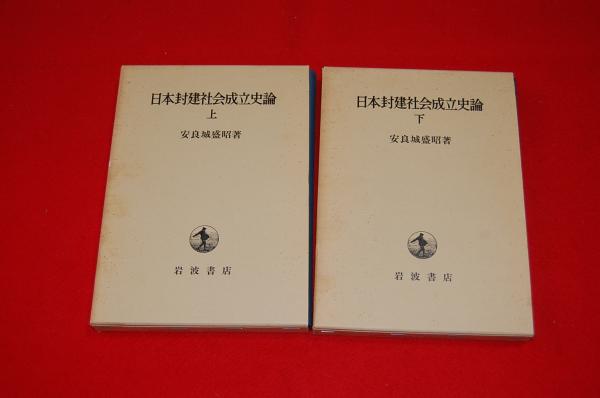 日本封建社会成立史論
上
安良城盛昭著
岩波書店
日本封建社会成立史論
下
安良城盛昭著
岩波書店